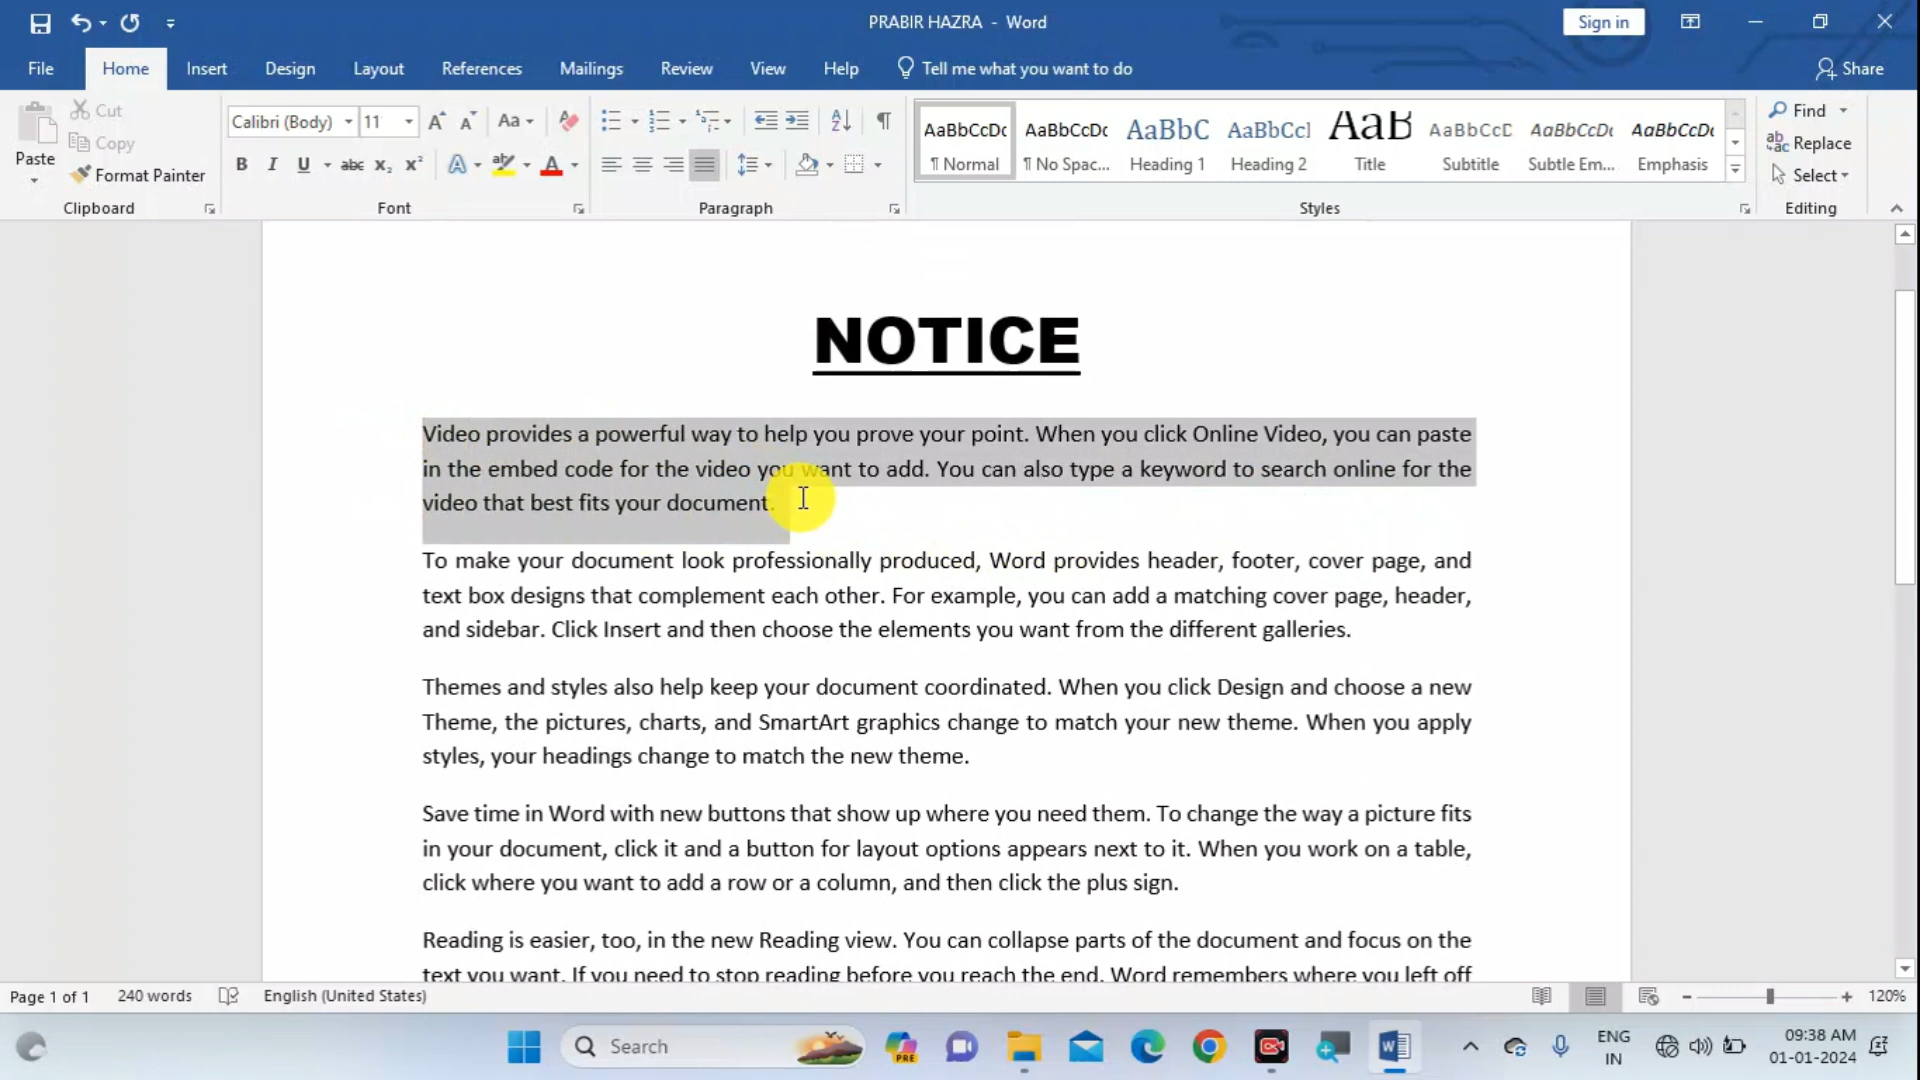 PRABIR HAZRA - Word
Sign in
File Home Insert Design Layout References Mailings Review View Help Tell me what you want to do Share
Paste
Cut
Copy
Format Painter
Clipboard
Calibri (Body) 11 Aa
B I U abc x₂ x² A A
Font
Paragraph
AaBbCcDc AaBbCcDc AaBbC AaBbCcl AaB AaBbCcD AaBbCcDc AaBbCcDc
¶ Normal ¶ No Spac... Heading 1 Heading 2 Title Subtitle Subtle Em... Emphasis
Styles
Find
Replace
Select
Editing
NOTICE
Video provides a powerful way to help you prove your point. When you click Online Video, you can paste
in the embed code for the video you want to add. You can also type a keyword to search online for the
video that best fits your document.
To make your document look professionally produced, Word provides header, footer, cover page, and
text box designs that complement each other. For example, you can add a matching cover page, header,
and sidebar. Click Insert and then choose the elements you want from the different galleries.
Themes and styles also help keep your document coordinated. When you click Design and choose a new
Theme, the pictures, charts, and SmartArt graphics change to match your new theme. When you apply
styles, your headings change to match the new theme.
Save time in Word with new buttons that show up where you need them. To change the way a picture fits
in your document, click it and a button for layout options appears next to it. When you work on a table,
click where you want to add a row or a column, and then click the plus sign.
Reading is easier, too, in the new Reading view. You can collapse parts of the document and focus on the
text you want. If you need to stop reading before you reach the end, Word remembers where you left off
Page 1 of 1 240 words English (United States) 120%
Search
PRE
ENG
IN
09:38 AM
01-01-2024